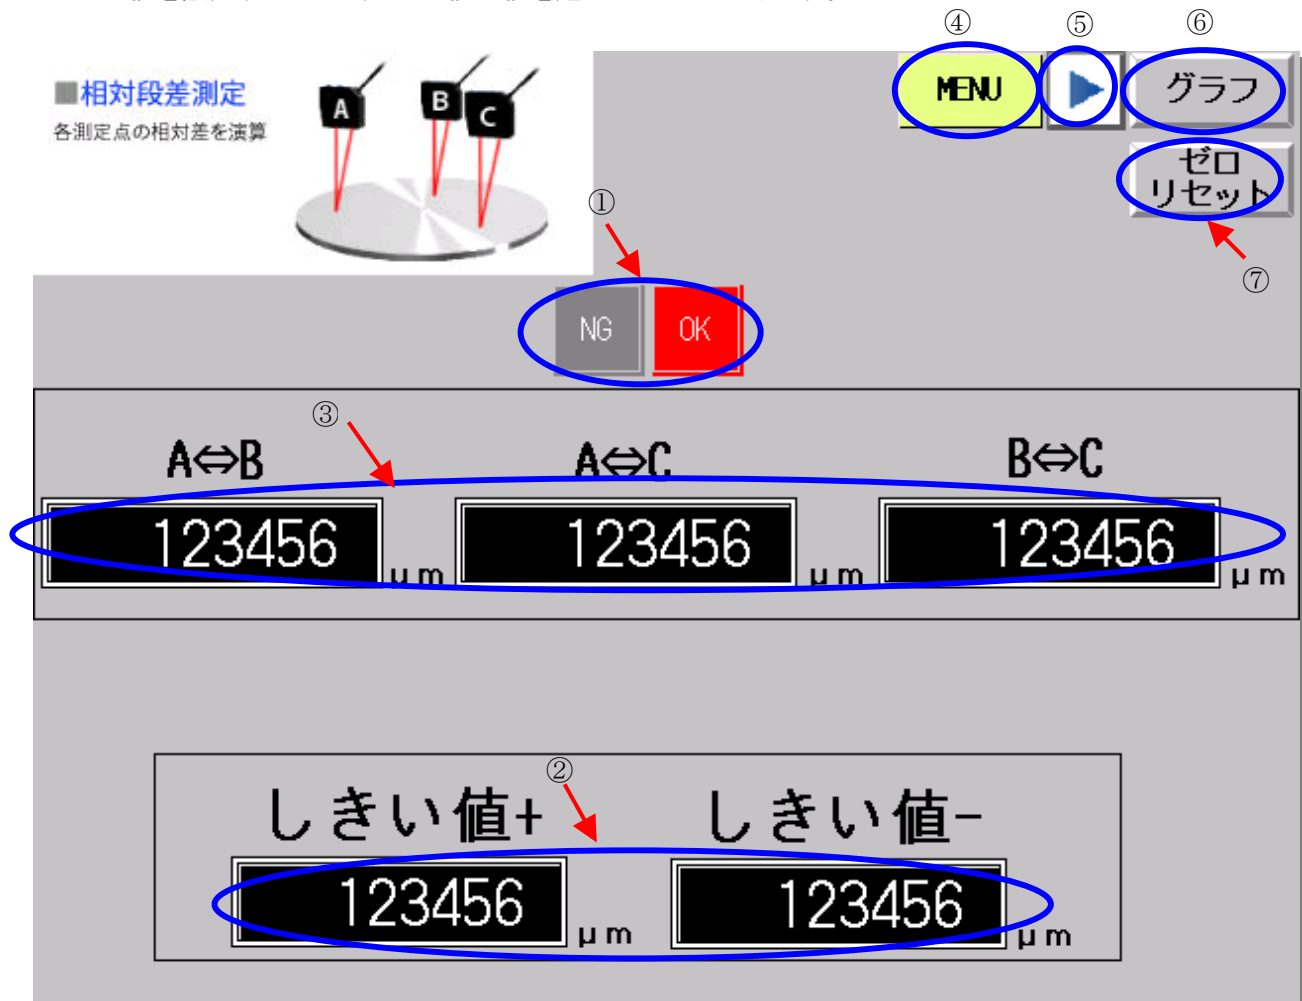 ④ ⑤ ⑥
■相対段差測定
各測定点の相対差を演算
A B C
MENU グラフ
ゼロ
リセット
① ⑦
NG OK
③
A⇔B A⇔C B⇔C
123456 μm 123456 μm 123456 μm
②
しきい値+ しきい値-
123456 μm 123456 μm